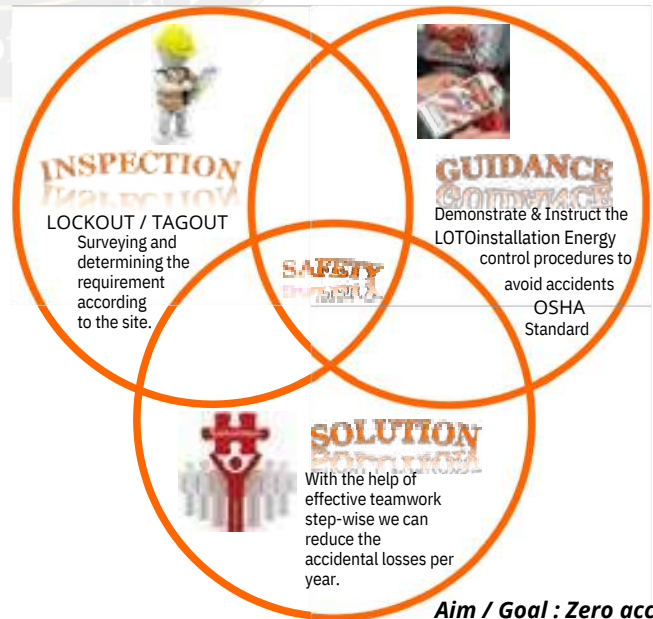 INSPECTION
LOCKOUT / TAGOUT
Surveying and
determining the
requirement
according
to the site.
GUIDANCE
Demonstrate & Instruct the
LOTOinstallation Energy
control procedures to
avoid accidents
OSHA
Standard
SAFETY
SOLUTION
With the help of
effective teamwork
step-wise we can
reduce the
accidental losses per
year.
Aim / Goal : Zero acc